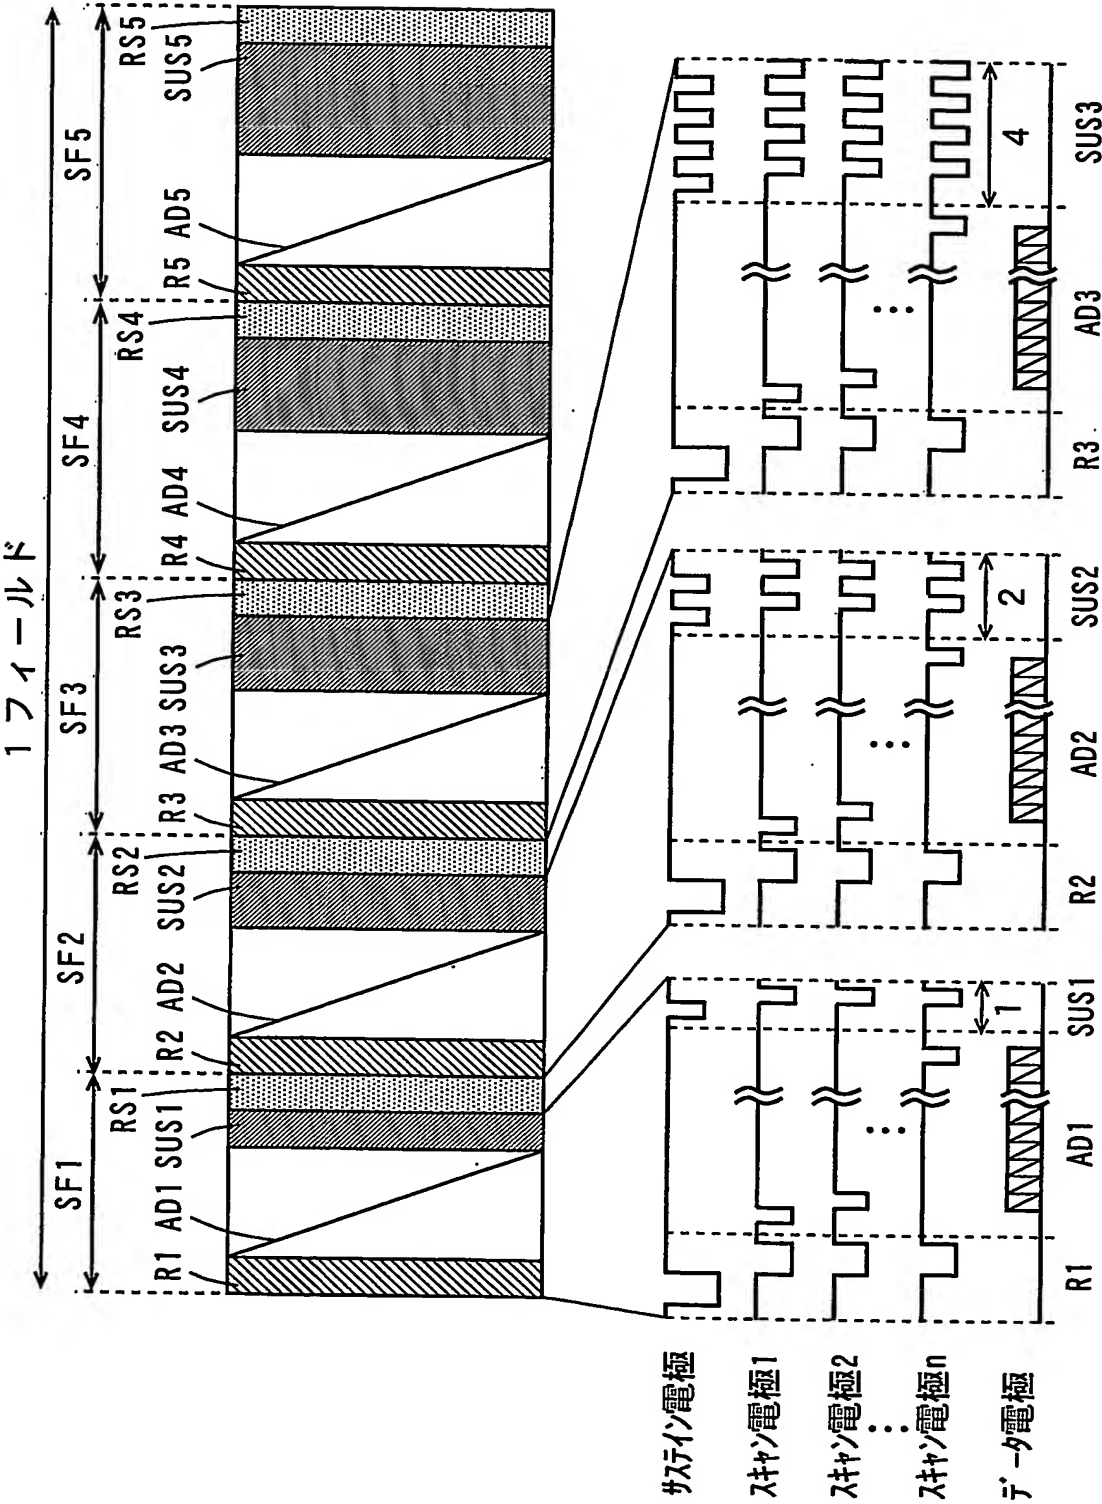 1フィールド
SF1
SF2
SF3
SF4
SF5
RS1
RS2
RS3
RS4
RS5
R1
AD1
SUS1
R2
AD2
SUS2
R3
AD3
SUS3
R4
AD4
SUS4
R5
AD5
SUS5
サステイン電極
スキャン電極1
スキャン電極2
スキャン電極n
データ電極
1
2
4
R1
AD1
SUS1
R2
AD2
SUS2
R3
AD3
SUS3